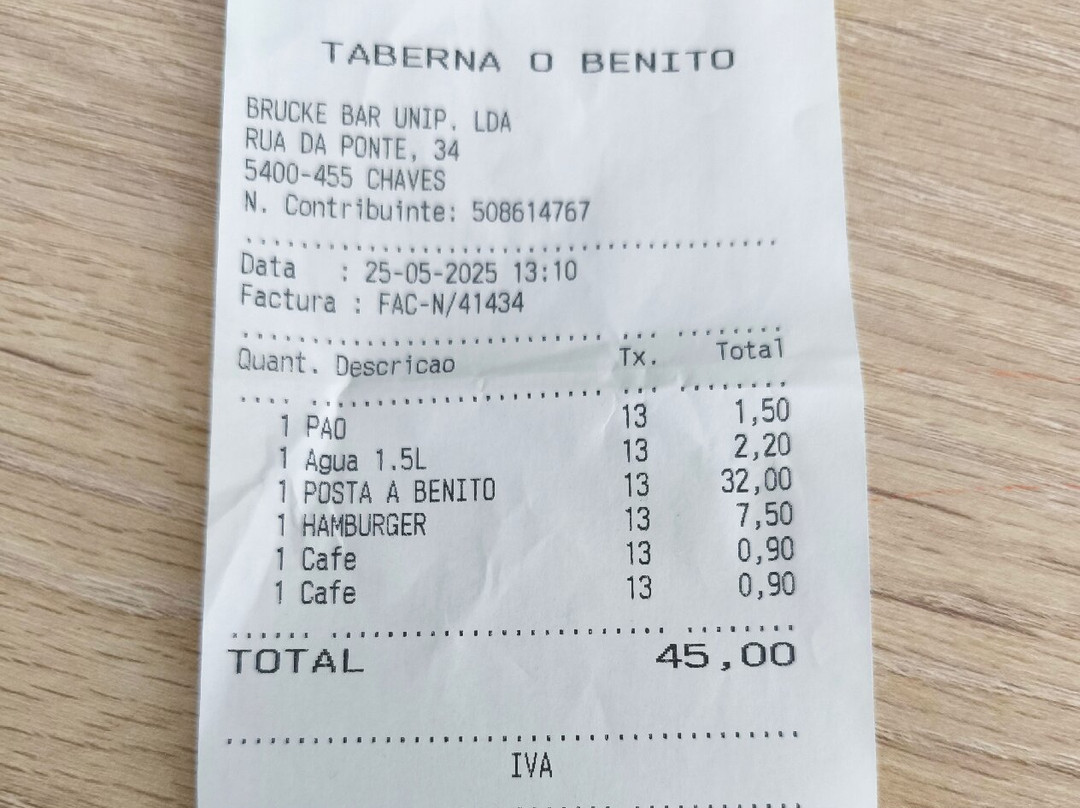 TABERNA O BENITO
BRUCKE BAR UNIP. LDA
RUA DA PONTE, 34
5400-455 CHAVES
N. Contribuinte: 508614767
Data : 25-05-2025 13:10
Factura : FAC-N/41434
Quant. Descricao Tx. Total
1 PAO 13 1,50
1 Agua 1.5L 13 2,20
1 POSTA A BENITO 13 32,00
1 HAMBURGER 13 7,50
1 Cafe 13 0,90
1 Cafe 13 0,90
TOTAL 45,00
IVA